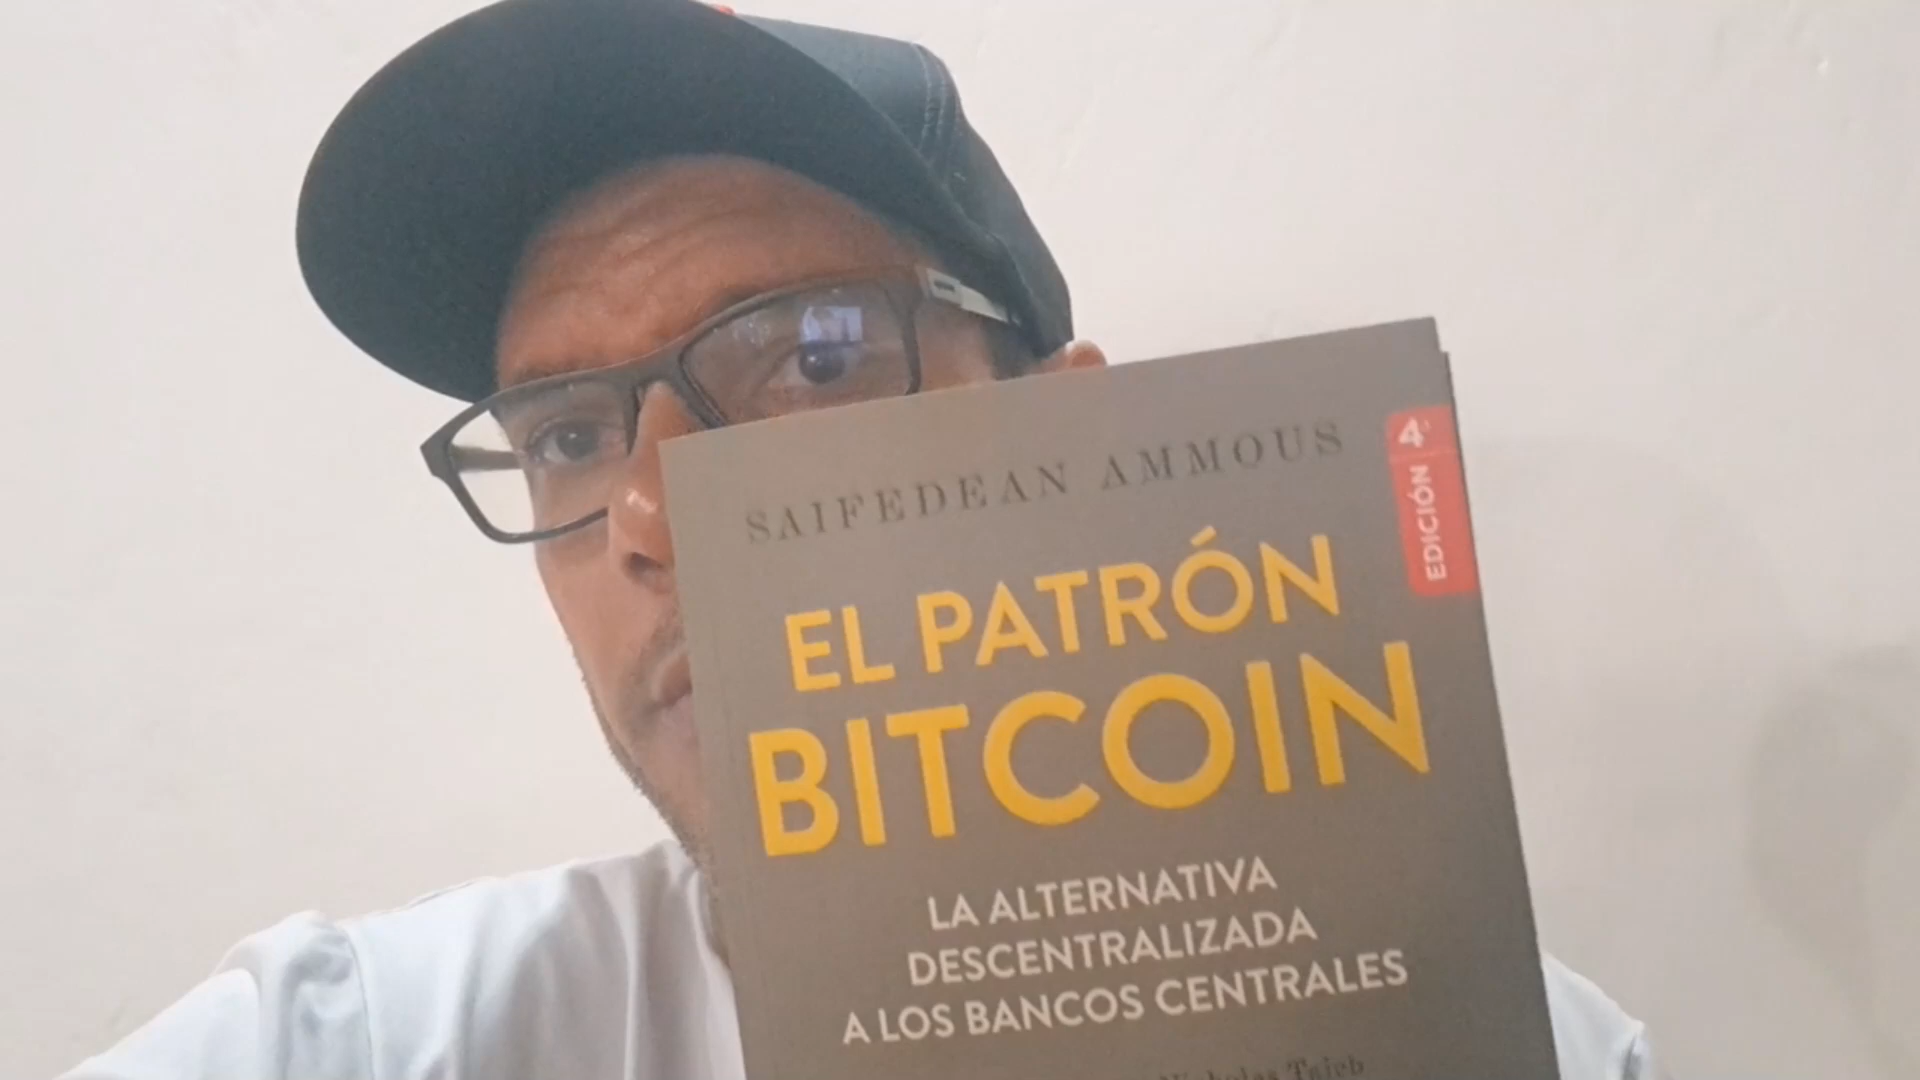 SAIFEDEAN AMMOUS
4ª
EDICIÓN
EL PATRÓN
BITCOIN
LA ALTERNATIVA
DESCENTRALIZADA
A LOS BANCOS CENTRALES